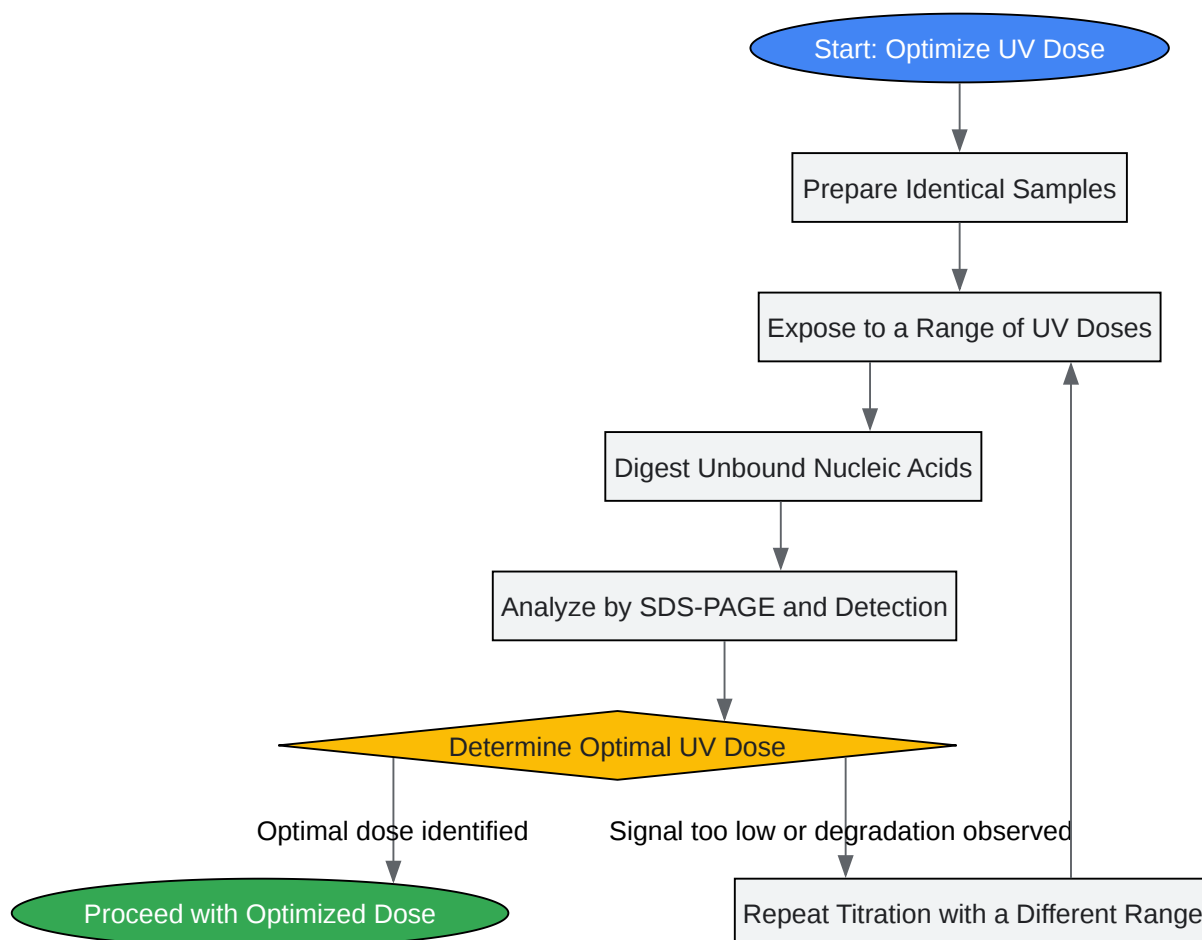 Start: Optimize UV Dose
Prepare Identical Samples
Expose to a Range of UV Doses
Digest Unbound Nucleic Acids
Analyze by SDS-PAGE and Detection
Determine Optimal UV Dose
Optimal dose identified
Signal too low or degradation observed
Proceed with Optimized Dose
Repeat Titration with a Different Range